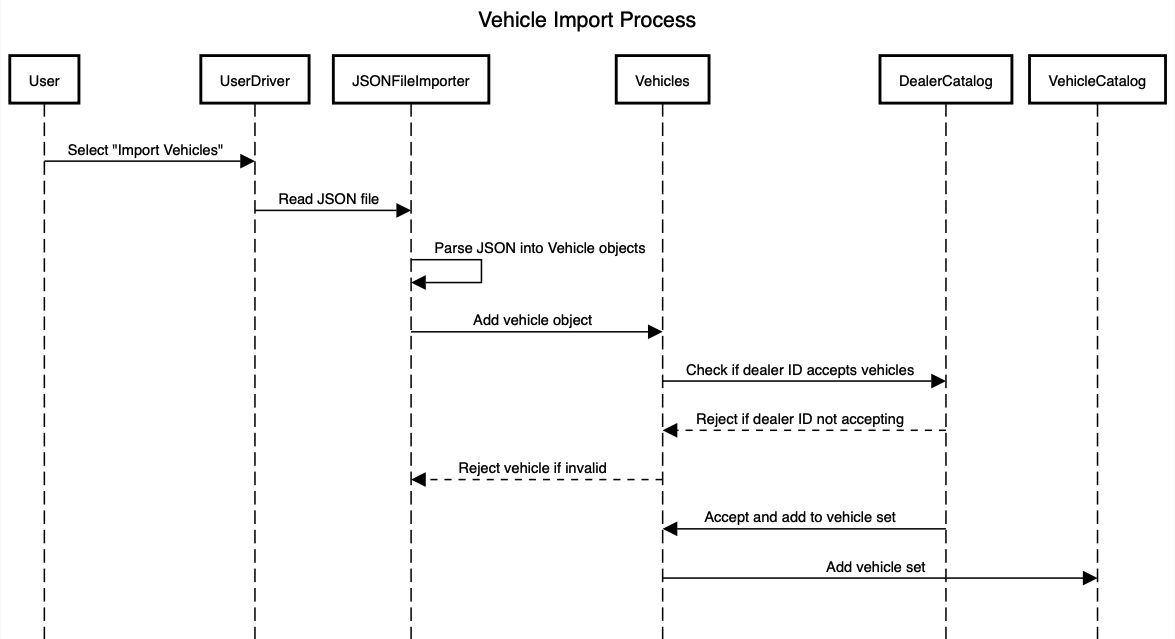 Vehicle Import Process
User
UserDriver
JSONFileImporter
Vehicles
DealerCatalog
VehicleCatalog
Select "Import Vehicles"
Read JSON file
Parse JSON into Vehicle objects
Add vehicle object
Check if dealer ID accepts vehicles
Reject if dealer ID not accepting
Reject vehicle if invalid
Accept and add to vehicle set
Add vehicle set